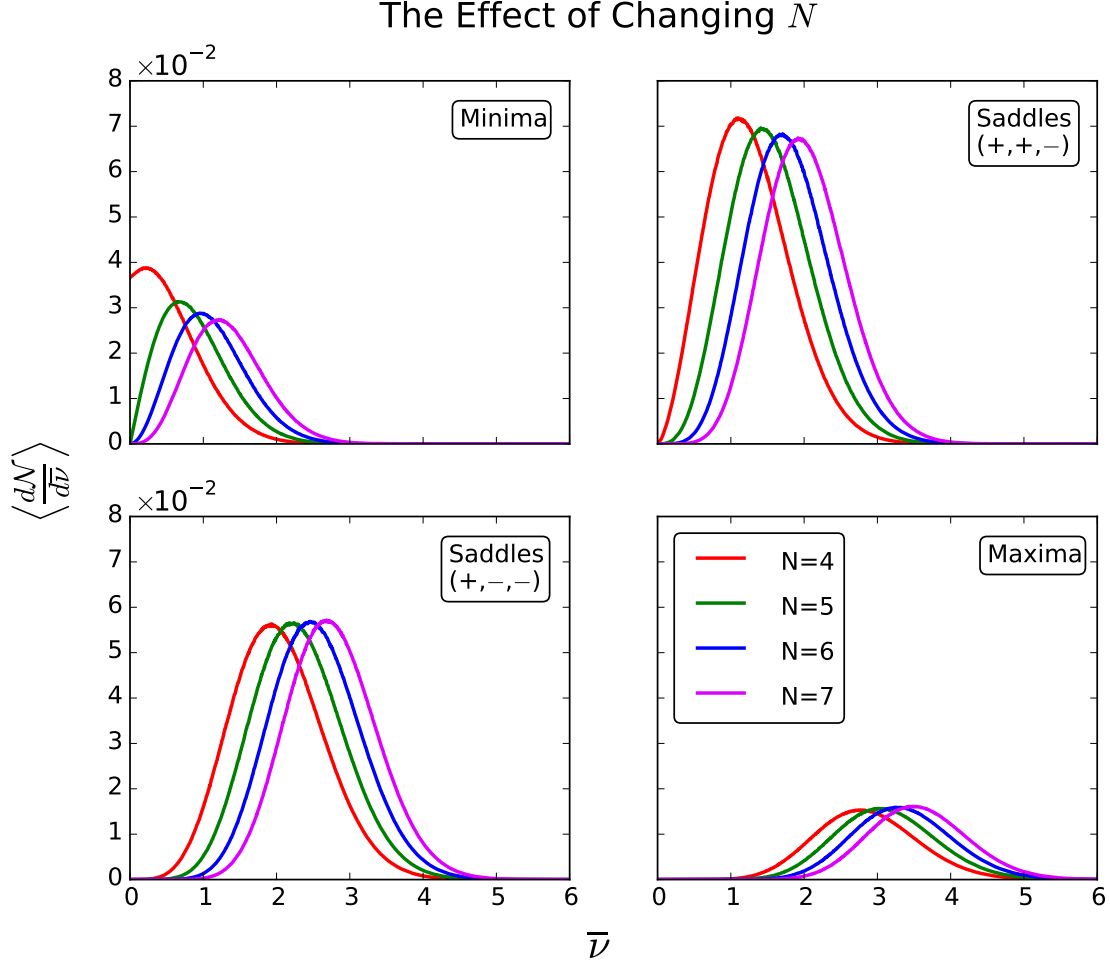 The Effect of Changing N
×10⁻²
8
7
6
5
4
3
2
1
0
Minima
Saddles
(+,+,−)
⟨dN/dν̅⟩
×10⁻²
8
7
6
5
4
3
2
1
0
Saddles
(+,−,−)
0 1 2 3 4 5 6
Maxima
N=4
N=5
N=6
N=7
0 1 2 3 4 5 6
ν̅